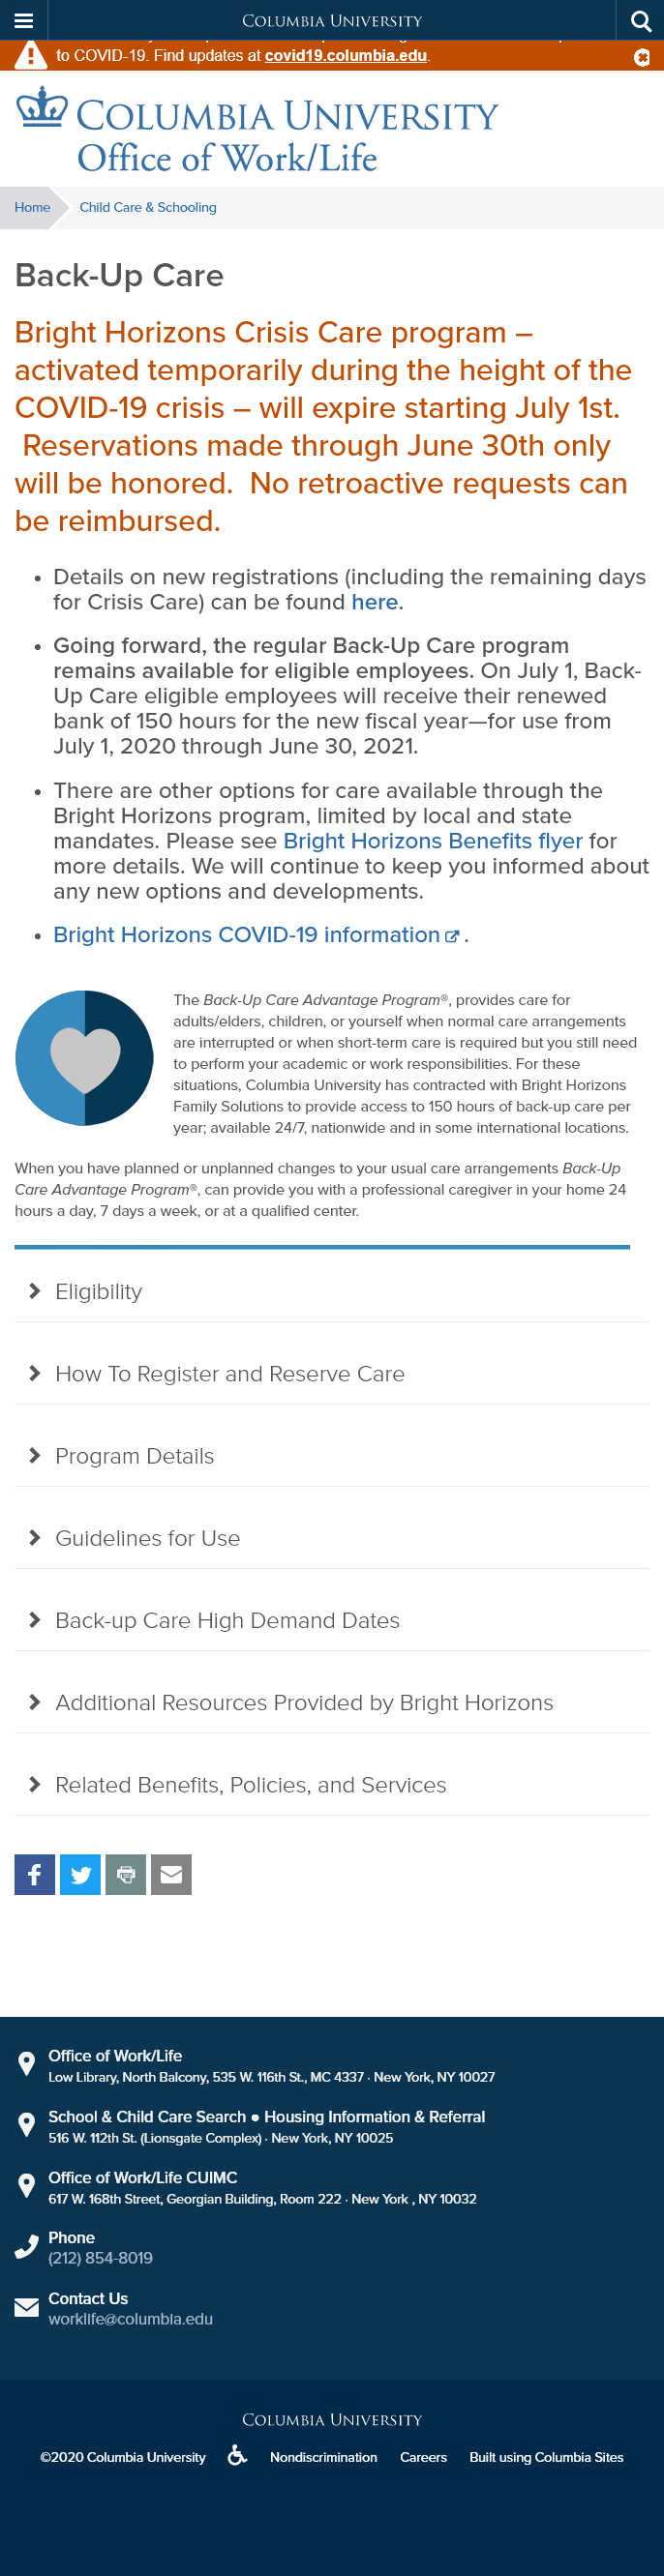 COLUMBIA UNIVERSITY
to COVID-19. Find updates at covid19.columbia.edu.
COLUMBIA UNIVERSITY
Office of Work/Life
Home
Child Care & Schooling
Back-Up Care
Bright Horizons Crisis Care program –
activated temporarily during the height of the
COVID-19 crisis – will expire starting July 1st.
Reservations made through June 30th only
will be honored.  No retroactive requests can
be reimbursed.
• Details on new registrations (including the remaining days
for Crisis Care) can be found here.
• Going forward, the regular Back-Up Care program
remains available for eligible employees. On July 1, Back-
Up Care eligible employees will receive their renewed
bank of 150 hours for the new fiscal year—for use from
July 1, 2020 through June 30, 2021.
• There are other options for care available through the
Bright Horizons program, limited by local and state
mandates. Please see Bright Horizons Benefits flyer for
more details. We will continue to keep you informed about
any new options and developments.
• Bright Horizons COVID-19 information .
The Back-Up Care Advantage Program®, provides care for
adults/elders, children, or yourself when normal care arrangements
are interrupted or when short-term care is required but you still need
to perform your academic or work responsibilities. For these
situations, Columbia University has contracted with Bright Horizons
Family Solutions to provide access to 150 hours of back-up care per
year; available 24/7, nationwide and in some international locations.
When you have planned or unplanned changes to your usual care arrangements Back-Up
Care Advantage Program®, can provide you with a professional caregiver in your home 24
hours a day, 7 days a week, or at a qualified center.
Eligibility
How To Register and Reserve Care
Program Details
Guidelines for Use
Back-up Care High Demand Dates
Additional Resources Provided by Bright Horizons
Related Benefits, Policies, and Services
Office of Work/Life
Low Library, North Balcony, 535 W. 116th St., MC 4337 · New York, NY 10027
School & Child Care Search ● Housing Information & Referral
516 W. 112th St. (Lionsgate Complex) · New York, NY 10025
Office of Work/Life CUIMC
617 W. 168th Street, Georgian Building, Room 222 · New York , NY 10032
Phone
(212) 854-8019
Contact Us
worklife@columbia.edu
COLUMBIA UNIVERSITY
©2020 Columbia University
Nondiscrimination
Careers
Built using Columbia Sites